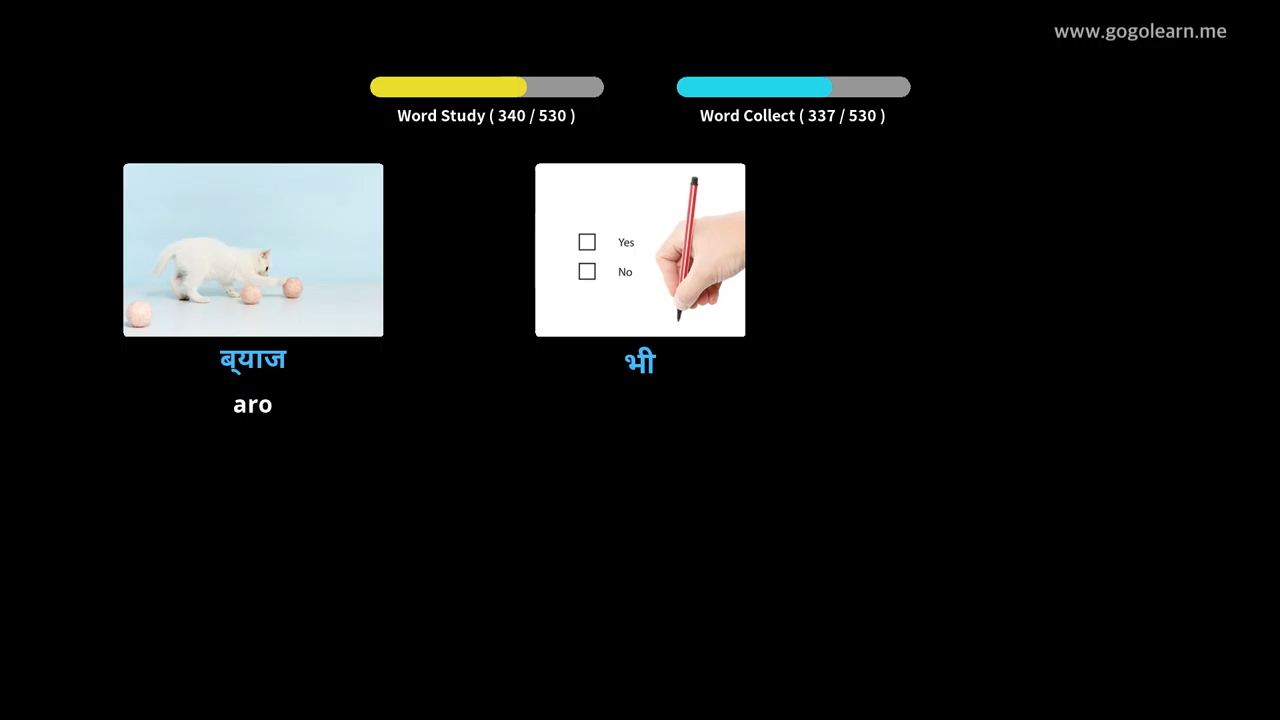 www.gogolearn.me
Word Study ( 340 / 530 )
Word Collect ( 337 / 530 )
Yes
No
ब्याज
भी
aro